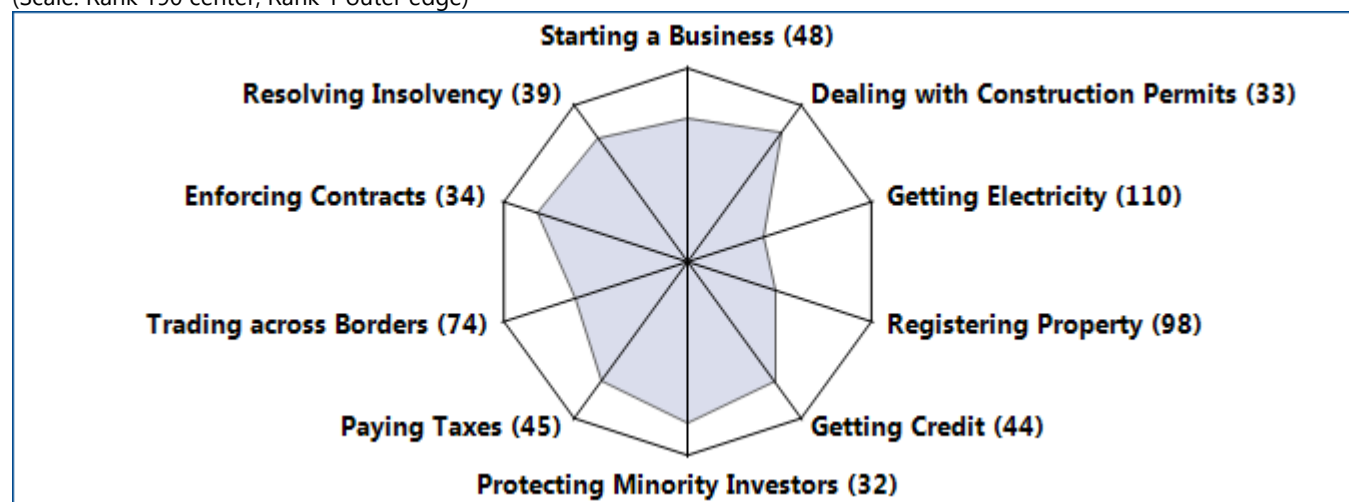 (Scale: Rank 190 center, Rank 1 outer edge)
Starting a Business (48)
Resolving Insolvency (39)
Dealing with Construction Permits (33)
Enforcing Contracts (34)
Getting Electricity (110)
Trading across Borders (74)
Registering Property (98)
Paying Taxes (45)
Getting Credit (44)
Protecting Minority Investors (32)